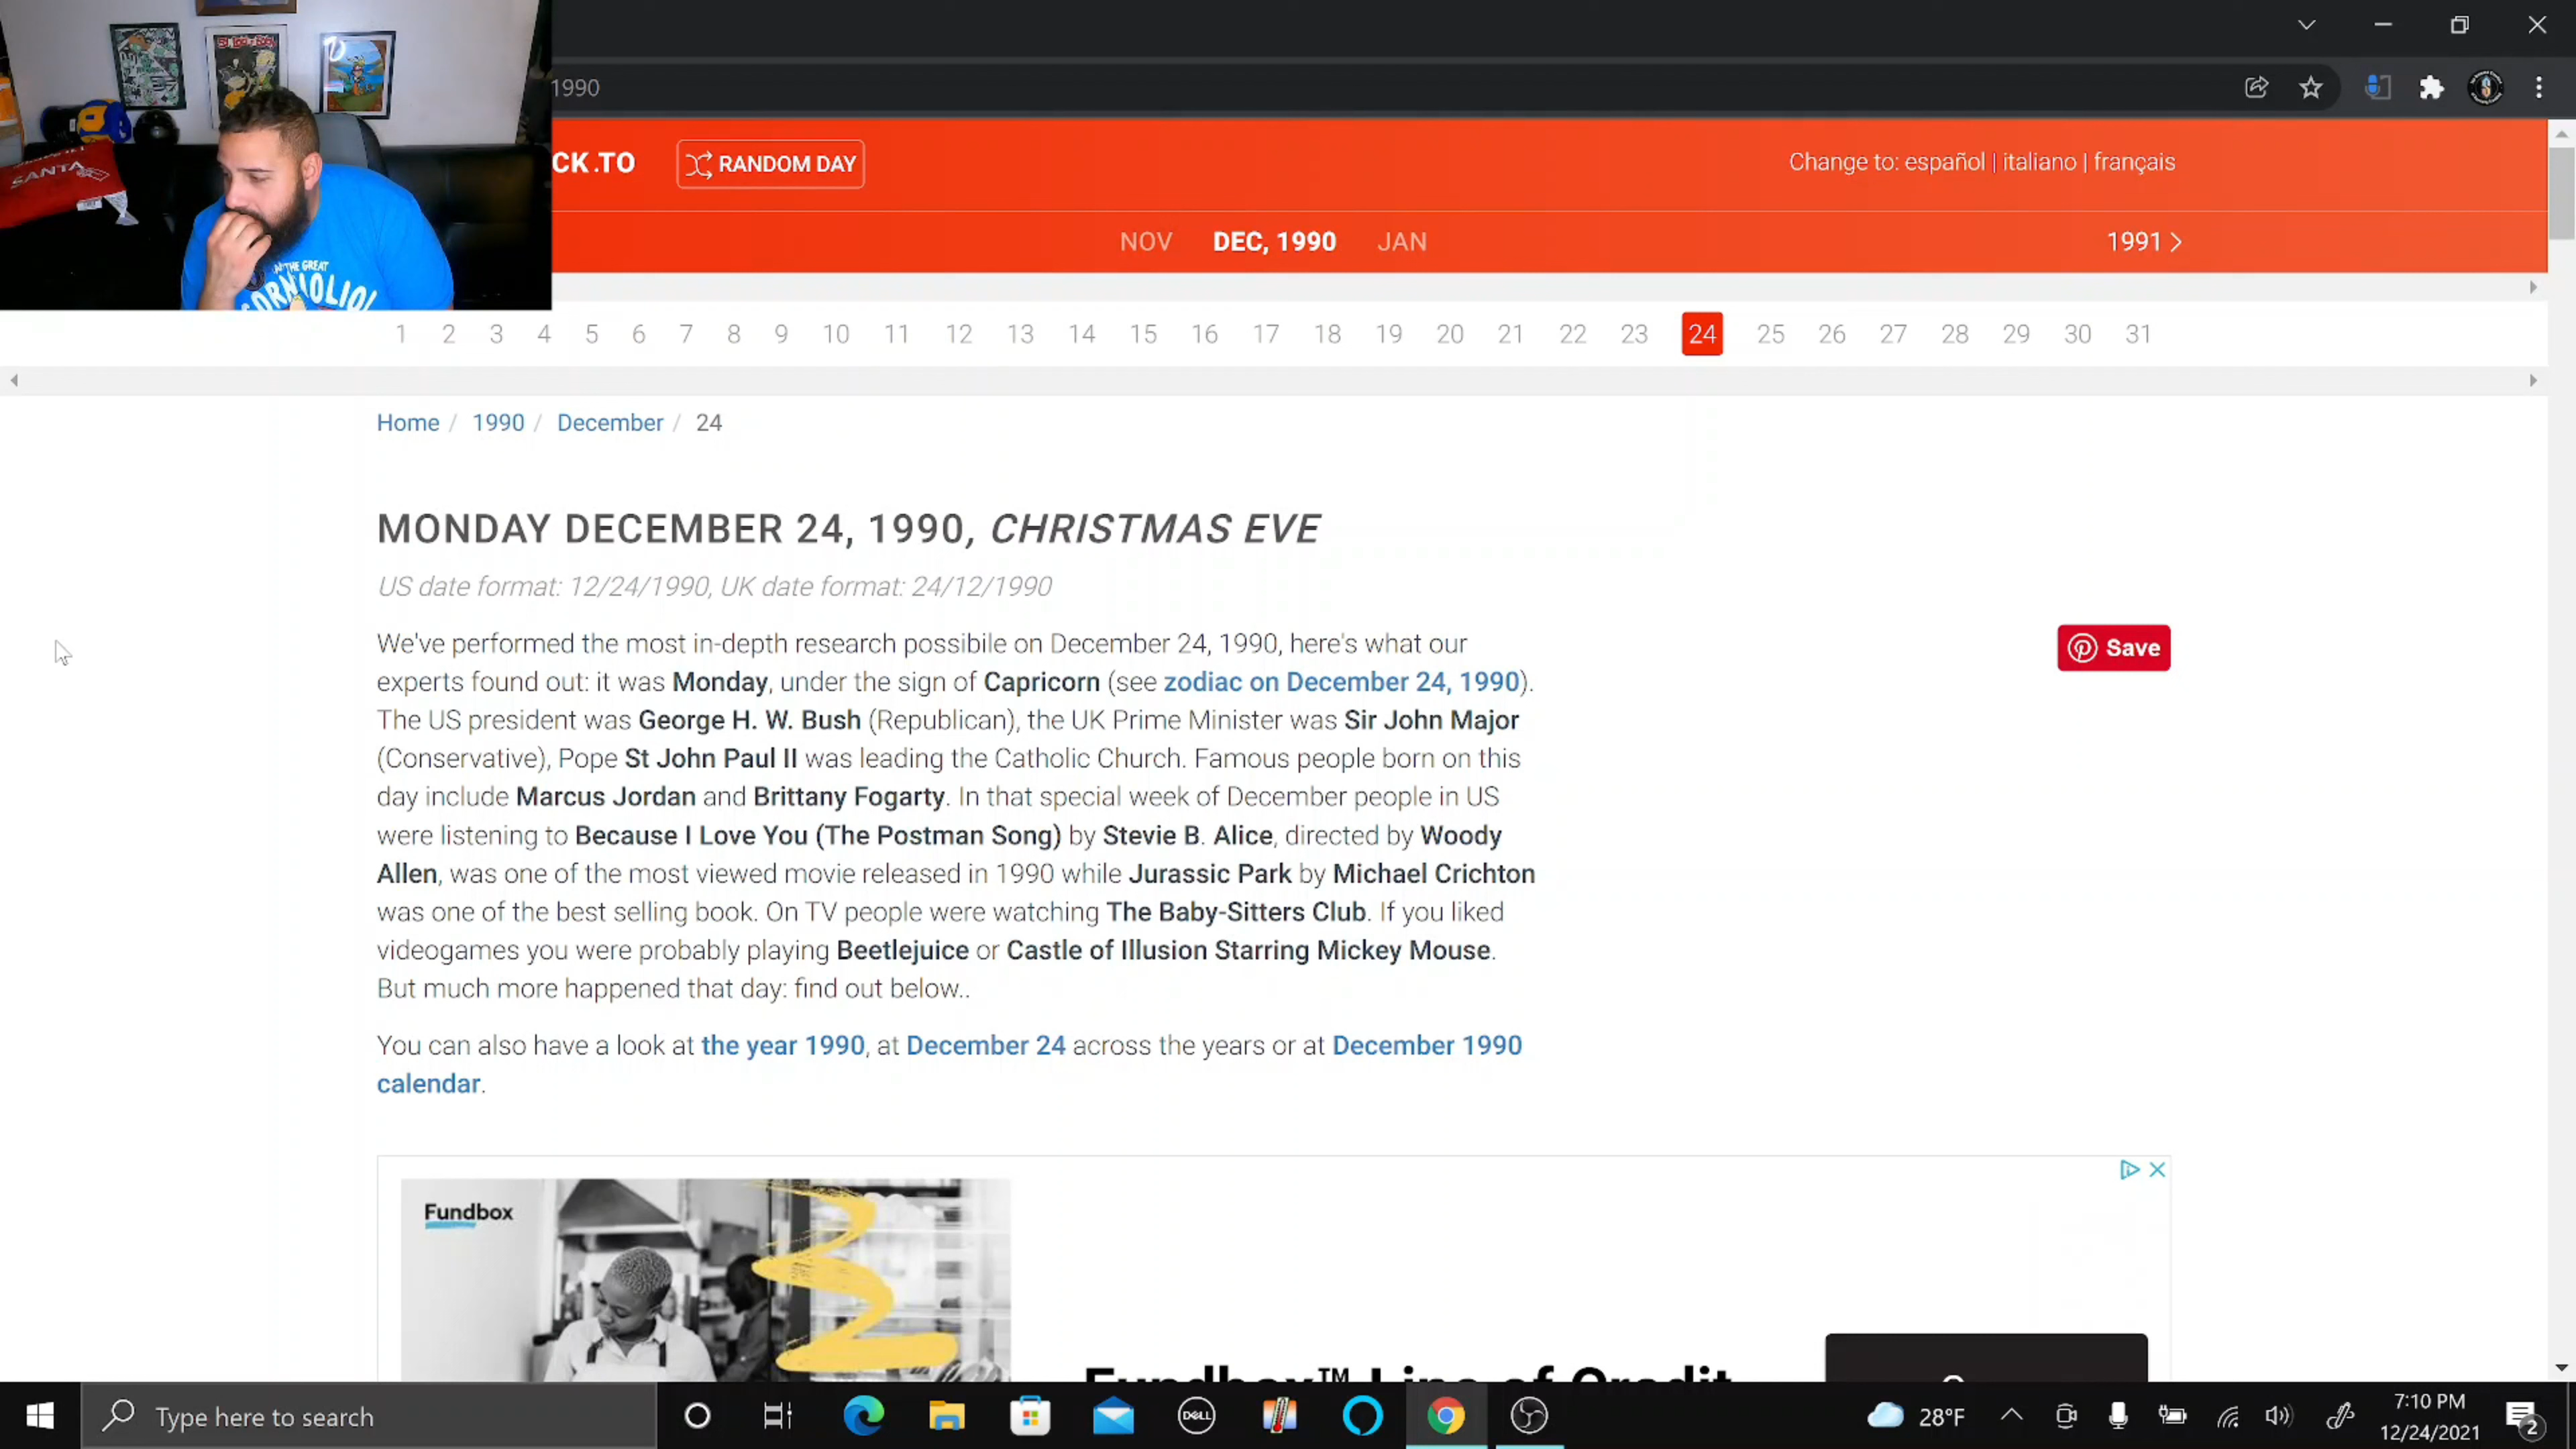 1990
CK.TO
RANDOM DAY
Change to: español | italiano | français
NOV DEC, 1990 JAN
1991 >
1 2 3 4 5 6 7 8 9 10 11 12 13 14 15 16 17 18 19 20 21 22 23 24 25 26 27 28 29 30 31
SANTA
THE GREAT
CORNHOLIO!
Home / 1990 / December / 24
MONDAY DECEMBER 24, 1990, CHRISTMAS EVE
US date format: 12/24/1990, UK date format: 24/12/1990
We've performed the most in-depth research possibile on December 24, 1990, here's what our
experts found out: it was Monday, under the sign of Capricorn (see zodiac on December 24, 1990).
The US president was George H. W. Bush (Republican), the UK Prime Minister was Sir John Major
(Conservative), Pope St John Paul II was leading the Catholic Church. Famous people born on this
day include Marcus Jordan and Brittany Fogarty. In that special week of December people in US
were listening to Because I Love You (The Postman Song) by Stevie B. Alice, directed by Woody
Allen, was one of the most viewed movie released in 1990 while Jurassic Park by Michael Crichton
was one of the best selling book. On TV people were watching The Baby-Sitters Club. If you liked
videogames you were probably playing Beetlejuice or Castle of Illusion Starring Mickey Mouse.
But much more happened that day: find out below..
Save
You can also have a look at the year 1990, at December 24 across the years or at December 1990
calendar.
Fundbox
Fundbox™ Line of Credit
Type here to search
DELL
28°F
7:10 PM
12/24/2021
2